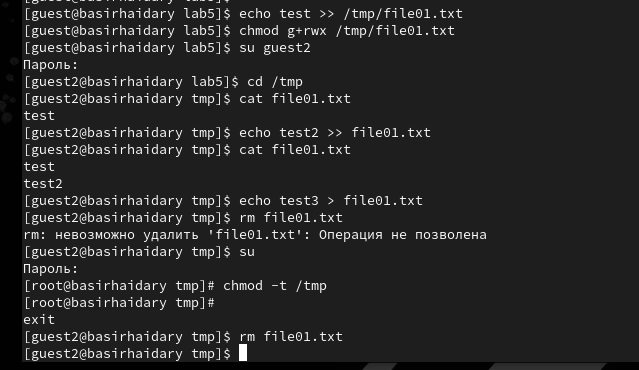 [guest@basirhaidary lab5]$ echo test >> /tmp/file01.txt
[guest@basirhaidary lab5]$ chmod g+rwx /tmp/file01.txt
[guest@basirhaidary lab5]$ su guest2
Пароль:
[guest2@basirhaidary lab5]$ cd /tmp
[guest2@basirhaidary tmp]$ cat file01.txt
test
[guest2@basirhaidary tmp]$ echo test2 >> file01.txt
[guest2@basirhaidary tmp]$ cat file01.txt
test
test2
[guest2@basirhaidary tmp]$ echo test3 > file01.txt
[guest2@basirhaidary tmp]$ rm file01.txt
rm: невозможно удалить 'file01.txt': Операция не позволена
[guest2@basirhaidary tmp]$ su
Пароль:
[root@basirhaidary tmp]# chmod -t /tmp
[root@basirhaidary tmp]#
exit
[guest2@basirhaidary tmp]$ rm file01.txt
[guest2@basirhaidary tmp]$